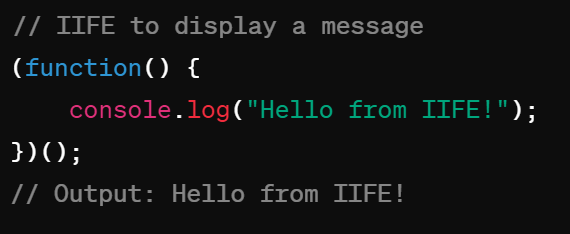 // IIFE to display a message
(function() {
    console.log("Hello from IIFE!");
})();
// Output: Hello from IIFE!